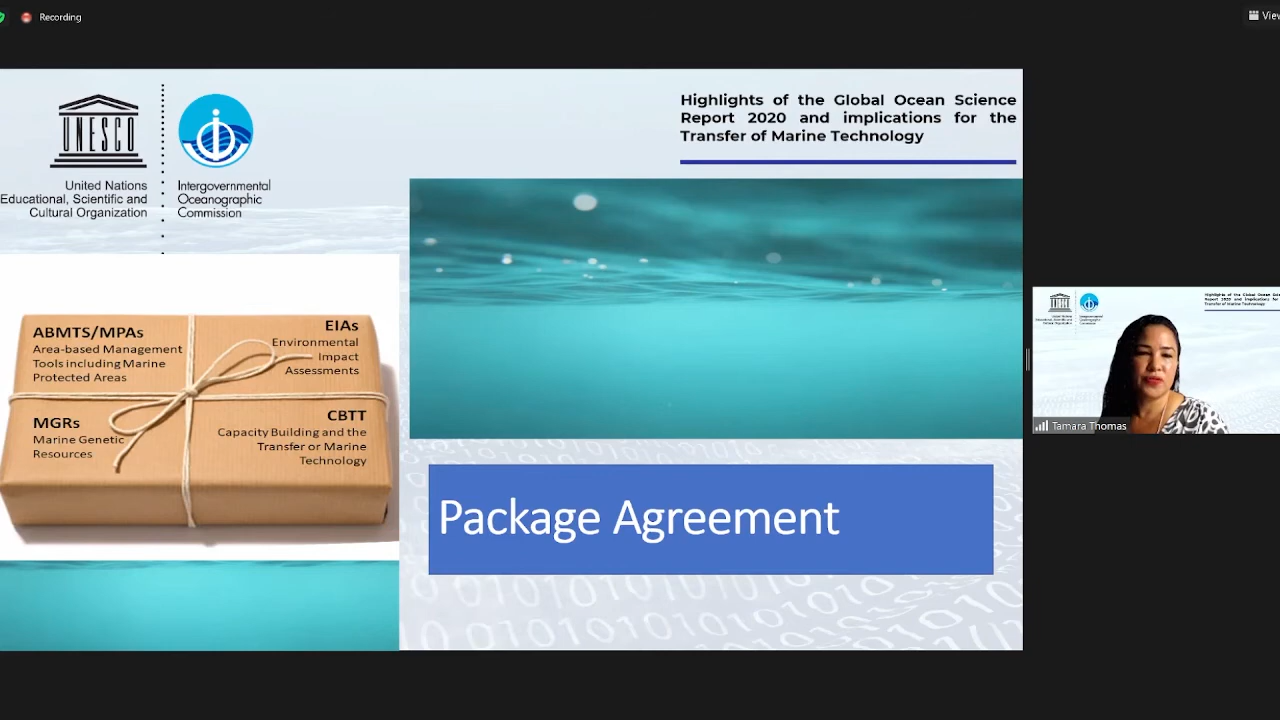 Recording
View
UNESCO
United Nations
Educational, Scientific and
Cultural Organization
Intergovernmental
Oceanographic
Commission
Highlights of the Global Ocean Science
Report 2020 and implications for the
Transfer of Marine Technology
ABMTS/MPAs
Area-based Management
Tools including Marine
Protected Areas
EIAs
Environmental
Impact
Assessments
MGRs
Marine Genetic
Resources
CBTT
Capacity Building and the
Transfer or Marine
Technology
Package Agreement
Tamara Thomas